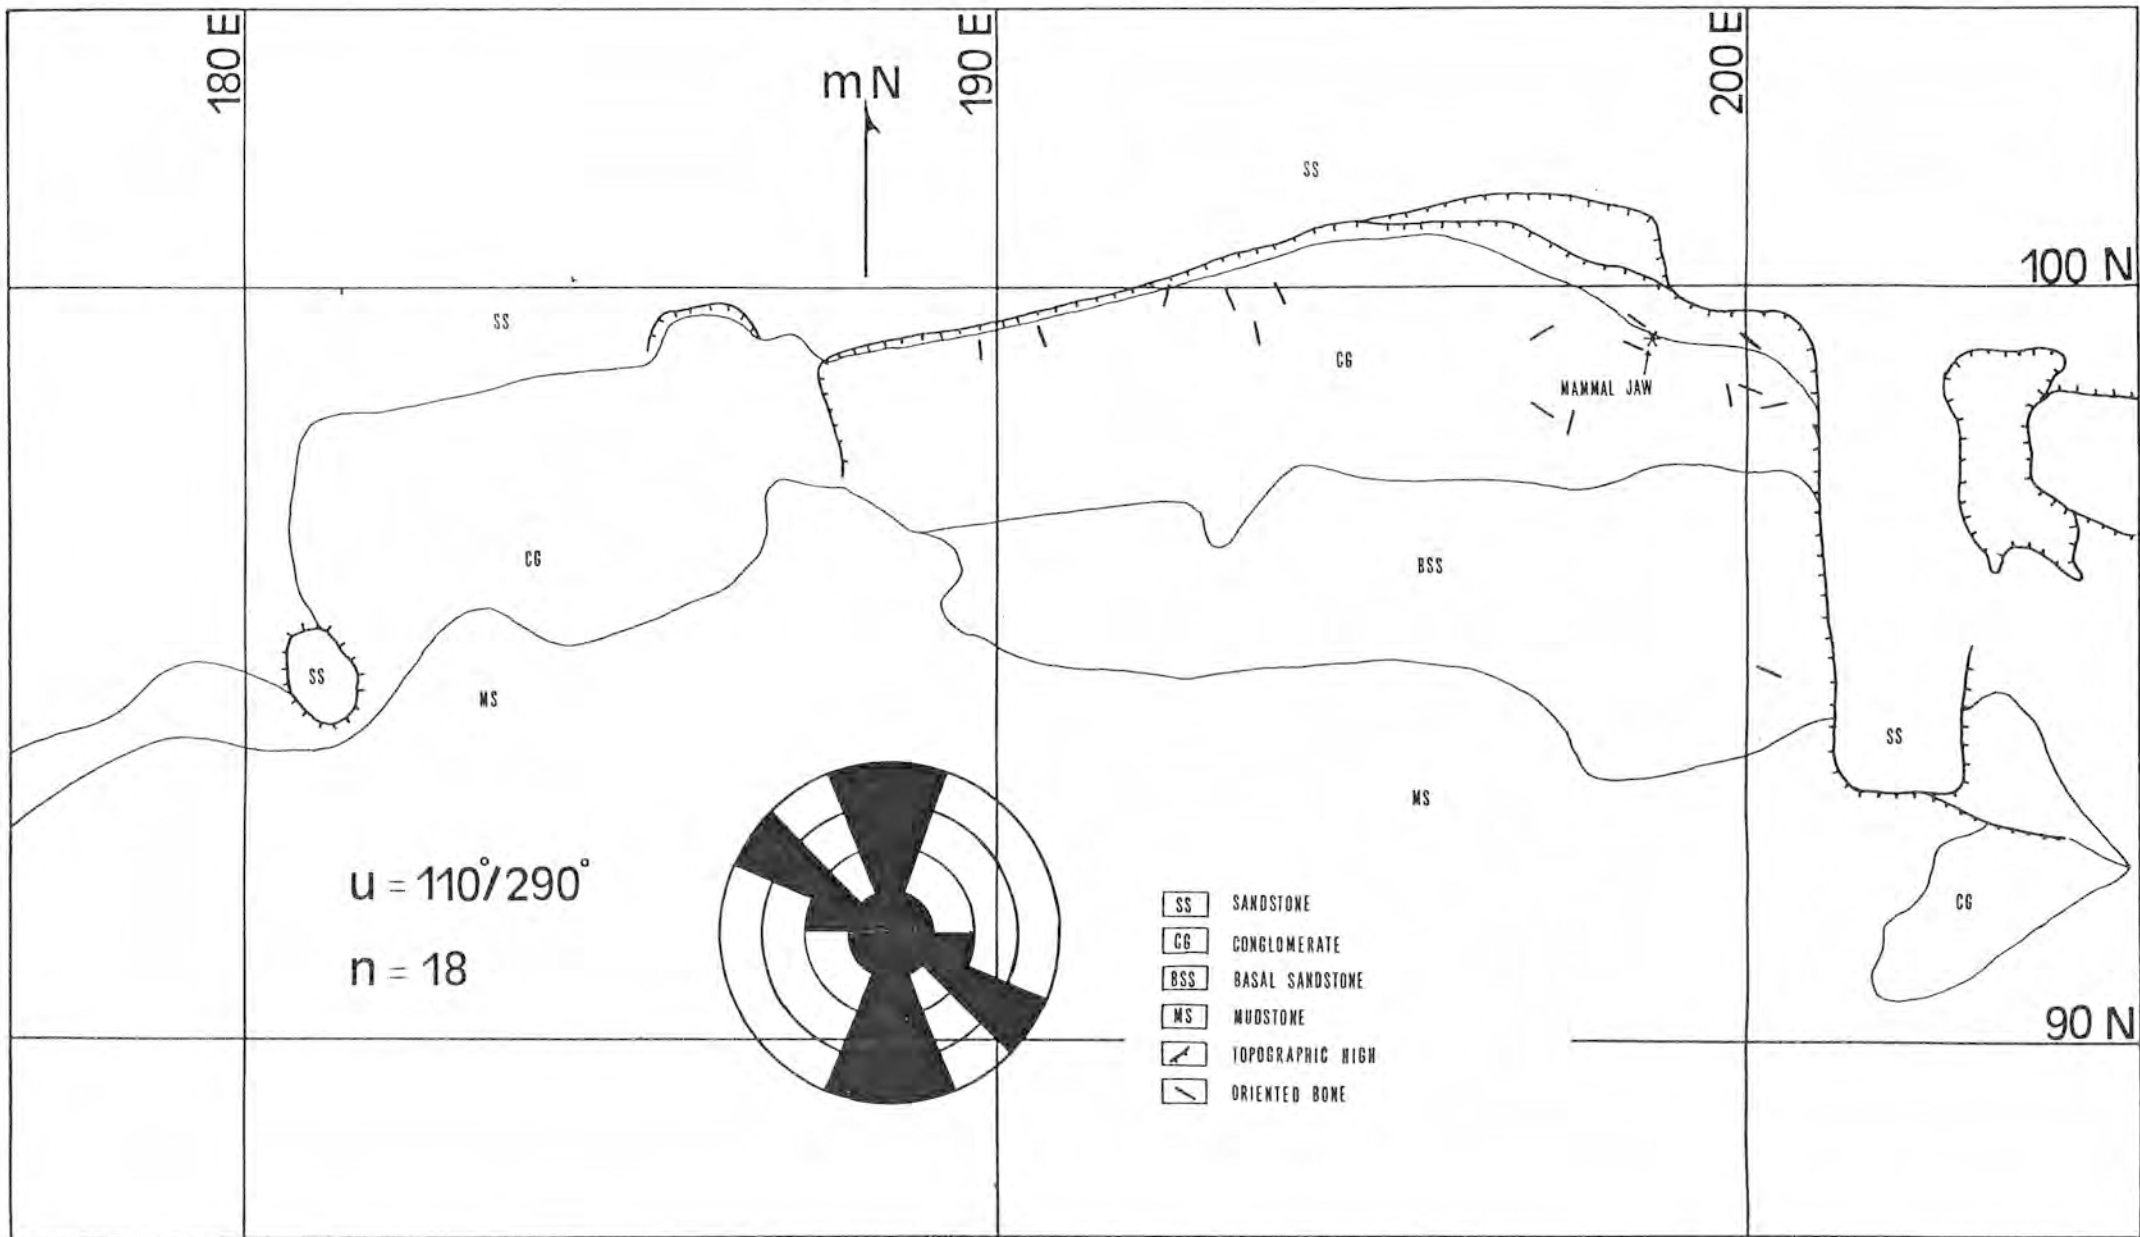 180 E
mN
190 E
200 E
SS
100 N
SS
CG
MAMMAL JAW
CG
BSS
SS
MS
SS
MS
u = 110°/290°
n = 18
CG
SS SANDSTONE
CG CONGLOMERATE
BSS BASAL SANDSTONE
MS MUDSTONE
TOPOGRAPHIC HIGH
ORIENTED BONE
90 N